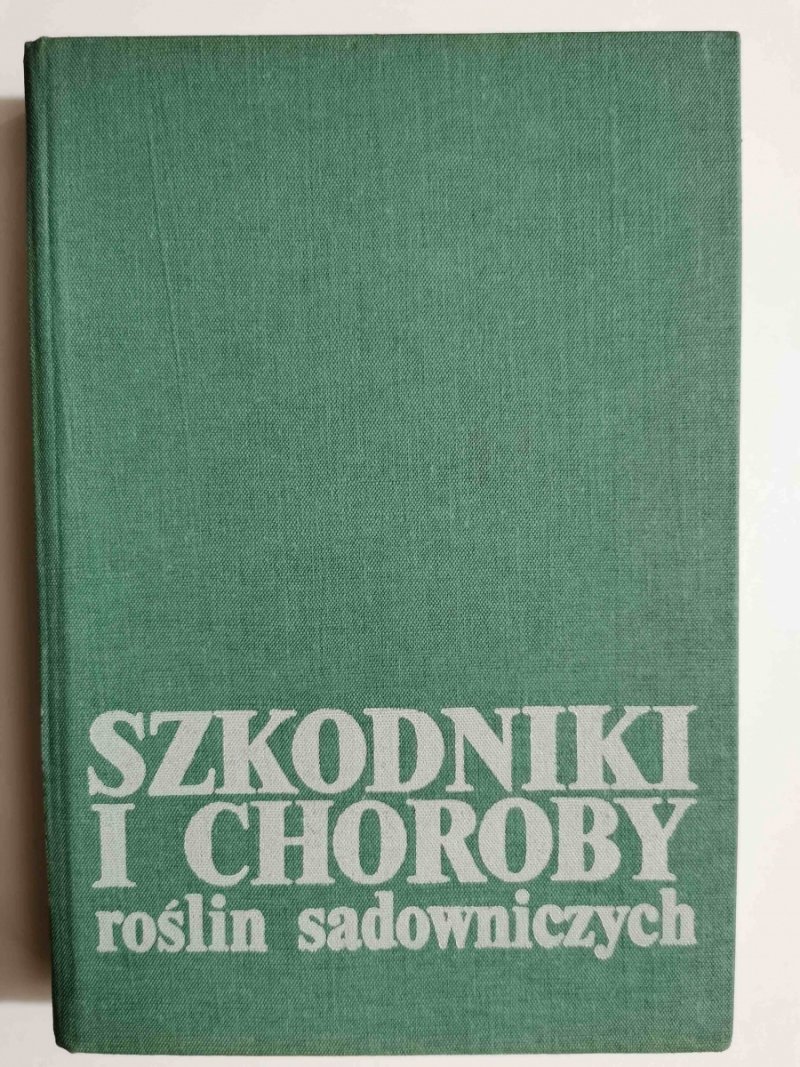 SZKODNIKI
I CHOROBY
roślin sadowniczych